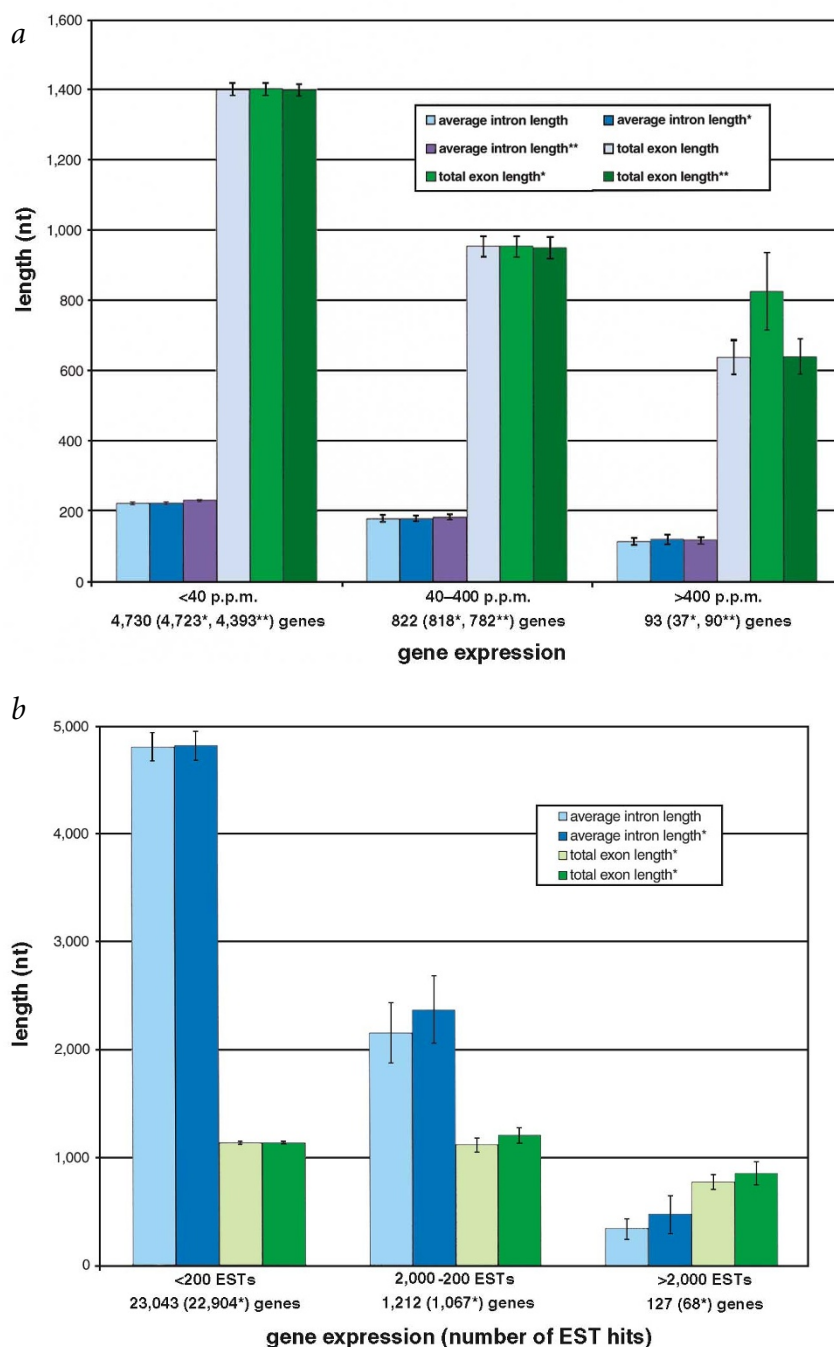 a
1,600
1,400
1,200
1,000
800
600
400
200
0
length (nt)
average intron length
average intron length*
average intron length**
total exon length
total exon length*
total exon length**
<40 p.p.m.
40–400 p.p.m.
>400 p.p.m.
4,730 (4,723*, 4,393**) genes
822 (818*, 782**) genes
93 (37*, 90**) genes
gene expression
b
5,000
4,000
3,000
2,000
1,000
0
length (nt)
average intron length
average intron length*
total exon length*
total exon length*
<200 ESTs
2,000-200 ESTs
>2,000 ESTs
23,043 (22,904*) genes
1,212 (1,067*) genes
127 (68*) genes
gene expression (number of EST hits)